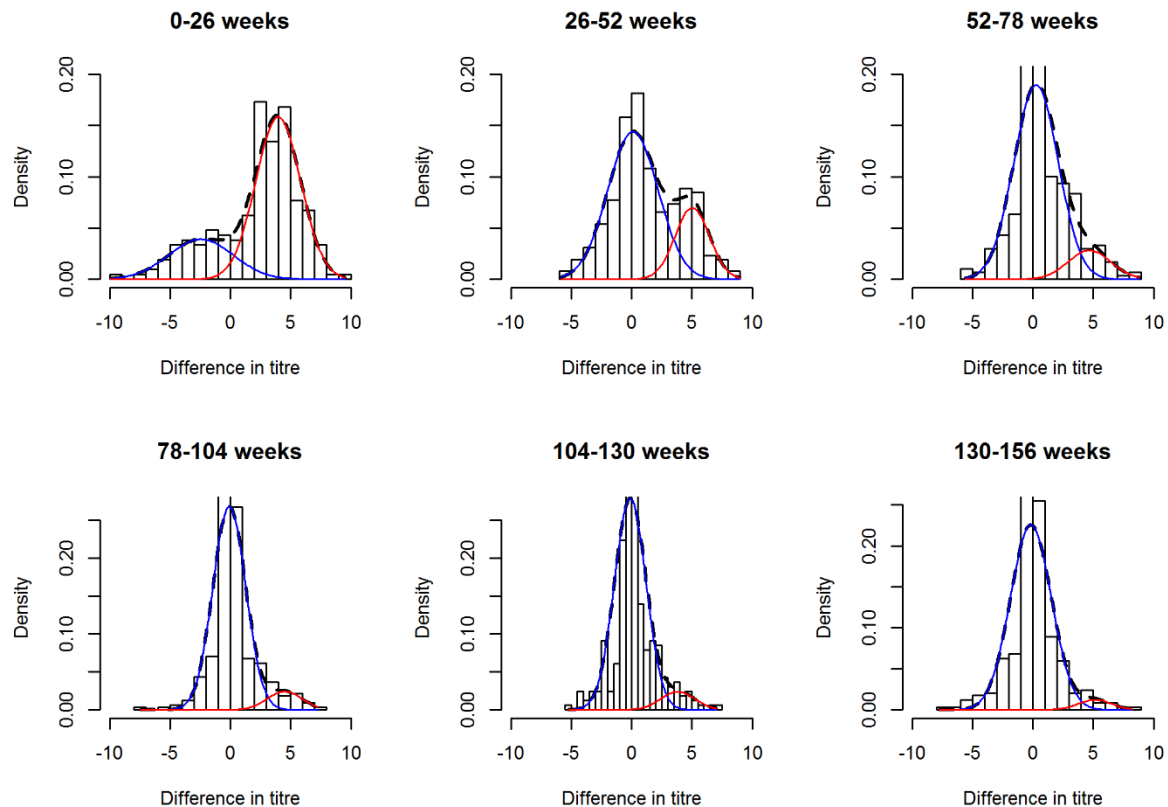 0-26 weeks
26-52 weeks
52-78 weeks
Density
0.00 0.10 0.20
Density
0.00 0.10 0.20
Density
0.00 0.10 0.20
-10 -5 0 5 10
-10 -5 0 5 10
-10 -5 0 5 10
Difference in titre
Difference in titre
Difference in titre
78-104 weeks
104-130 weeks
130-156 weeks
Density
0.00 0.10 0.20
Density
0.00 0.10 0.20
Density
0.00 0.10 0.20
-10 -5 0 5 10
-10 -5 0 5 10
-10 -5 0 5 10
Difference in titre
Difference in titre
Difference in titre